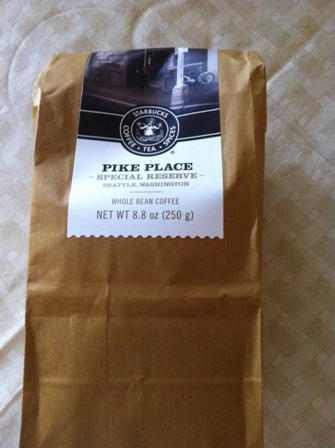 STARBUCKS
COFFEE • TEA • SPICES
®
PIKE PLACE
SPECIAL RESERVE
SEATTLE, WASHINGTON
WHOLE BEAN COFFEE
NET WT 8.8 oz (250 g)